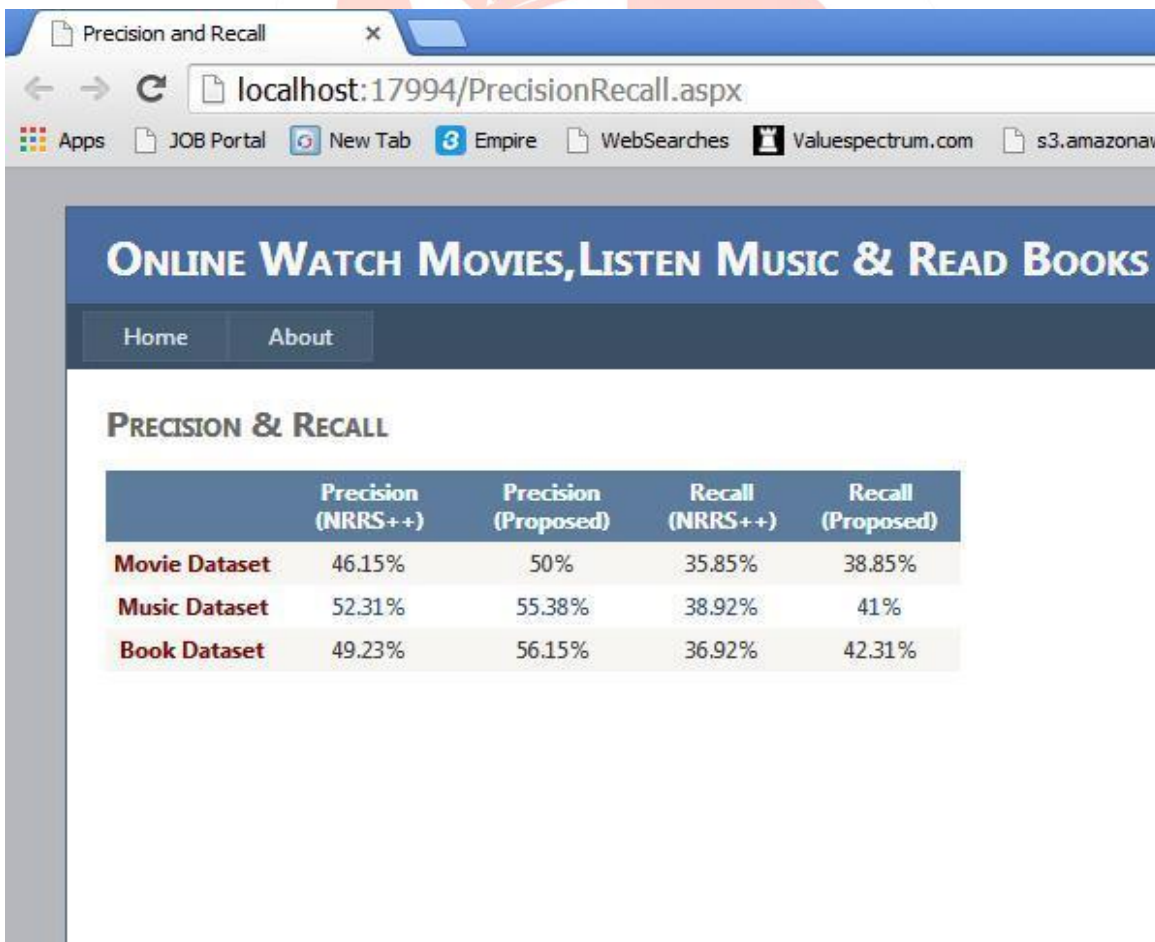 Precision and Recall
localhost:17994/PrecisionRecall.aspx
Apps JOB Portal New Tab Empire WebSearches Valuespectrum.com s3.amazonaw
ONLINE WATCH MOVIES,LISTEN MUSIC & READ BOOKS
Home About
PRECISION & RECALL
Precision (NRRS++) Precision (Proposed) Recall (NRRS++) Recall (Proposed)
Movie Dataset 46.15% 50% 35.85% 38.85%
Music Dataset 52.31% 55.38% 38.92% 41%
Book Dataset 49.23% 56.15% 36.92% 42.31%